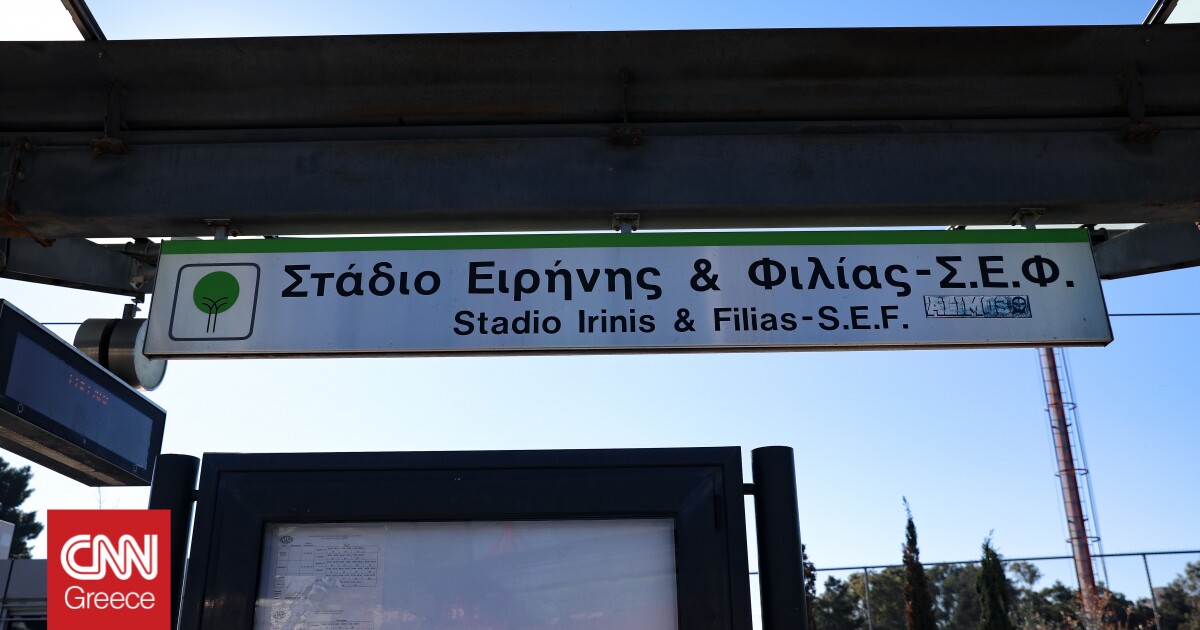 Στάδιο Ειρήνης & Φιλίας-Σ.Ε.Φ.
Stadio Irinis & Filias-S.E.F.
CNN
Greece